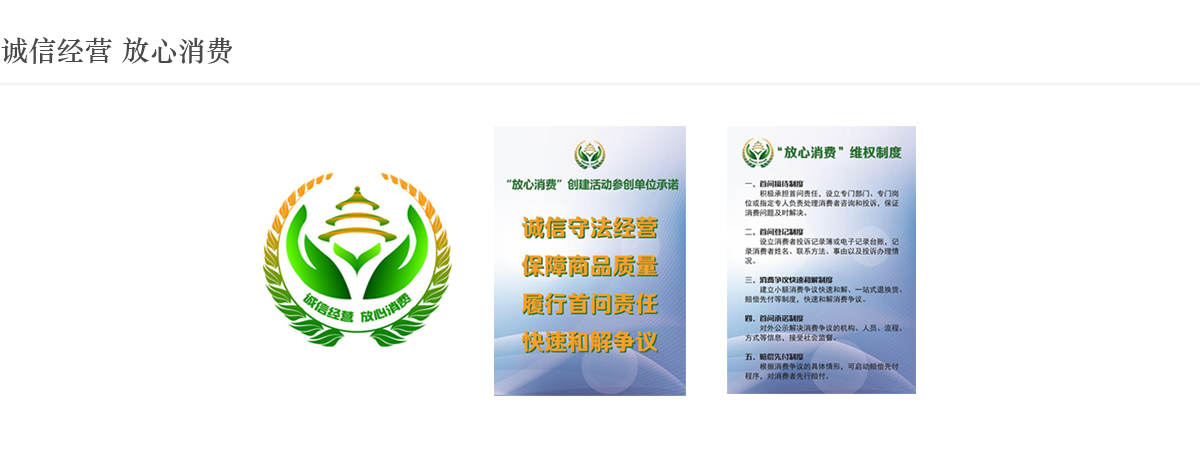 诚信经营 放心消费
诚信经营 放心消费
“放心消费”创建活动参创单位承诺
诚信守法经营
保障商品质量
履行首问责任
快速和解争议
“放心消费”维权制度
一、首问接待制度
积极承担首问责任，设立专门部门、专门岗
位或指定专人负责处理消费者咨询和投诉，保证
消费问题及时解决。
二、首问登记制度
设立消费者投诉记录簿或电子记录台账，记
录消费者姓名、联系方法、事由以及投诉办理情
况。
三、消费争议快速和解制度
建立小额消费争议快速和解、一站式退换货、
赔偿先付等制度，快速和解消费争议。
四、首问承诺制度
对外公示解决消费争议的机构、人员、流程、
方式等信息，接受社会监督。
五、赔偿先付制度
根据消费争议的具体情形，可启动赔偿先付
程序，对消费者先行赔付。